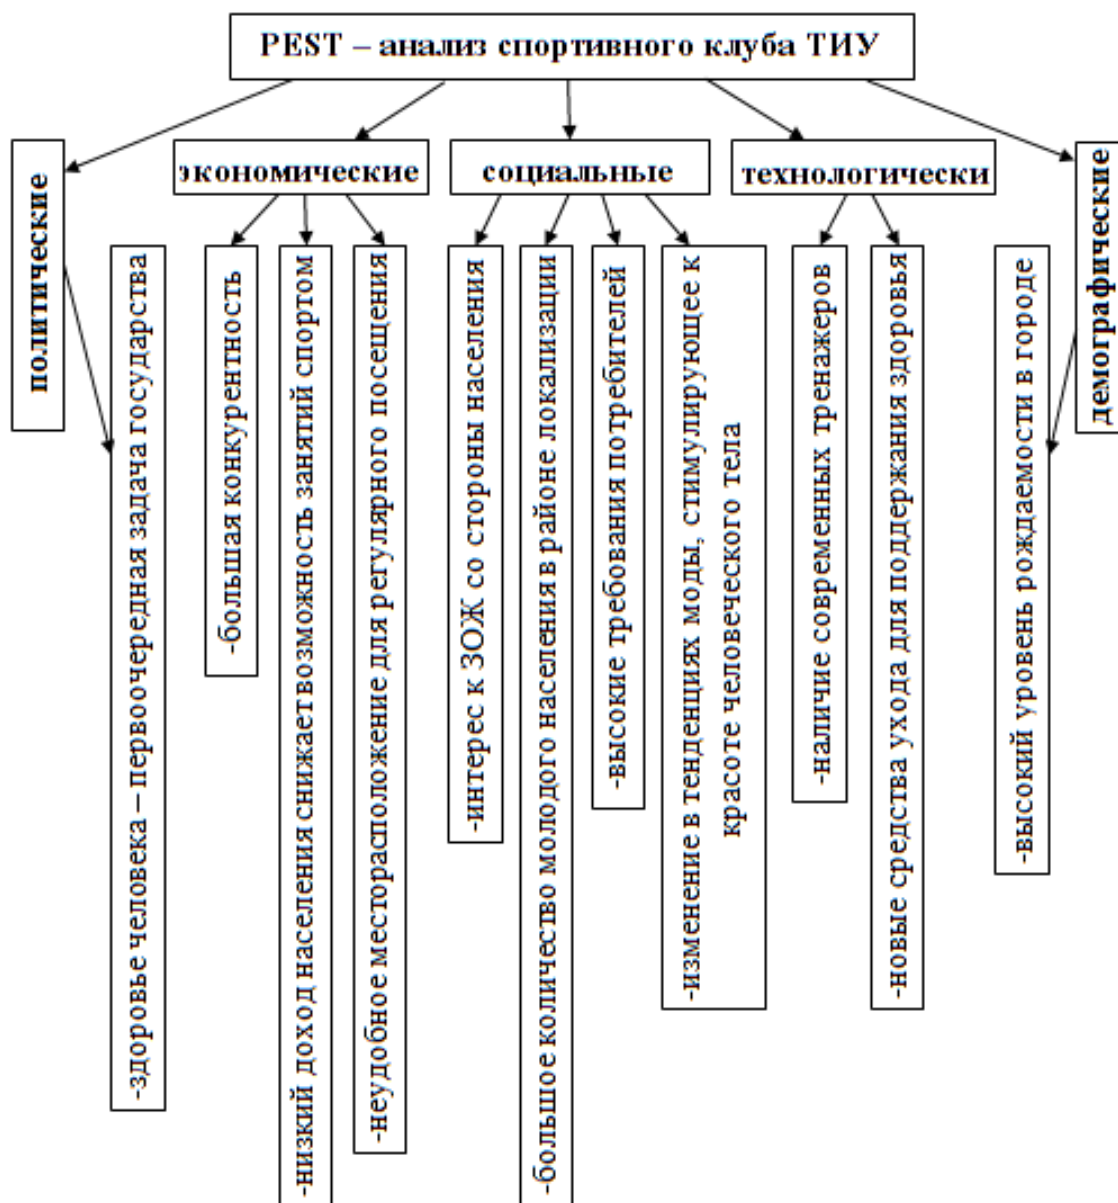 PEST – анализ спортивного клуба ТИУ
политические
экономические
социальные
технологически
демографические
-здоровье человека – первоочередная задача государства
-большая конкурентность
-низкий доход населения снижает возможность занятий спортом
-неудобное месторасположение для регулярного посещения
-интерес к ЗОЖ со стороны населения
-большое количество молодого населения в районе локализации
-высокие требования потребителей
-изменение в тенденциях моды, стимулирующее к
красоте человеческого тела
-наличие современных тренажеров
-новые средства ухода для поддержания здоровья
-высокий уровень рождаемости в городе